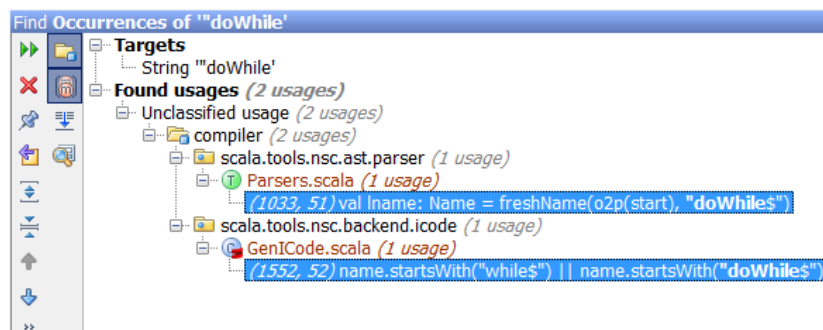 Find Occurrences of '"doWhile'
Targets
String '"doWhile'
Found usages (2 usages)
Unclassified usage (2 usages)
compiler (2 usages)
scala.tools.nsc.ast.parser (1 usage)
T Parsers.scala (1 usage)
(1033, 51) val lname: Name = freshName(o2p(start), "doWhile$")
scala.tools.nsc.backend.icode (1 usage)
C GenICode.scala (1 usage)
(1552, 52) name.startsWith("while$") || name.startsWith("doWhile$")